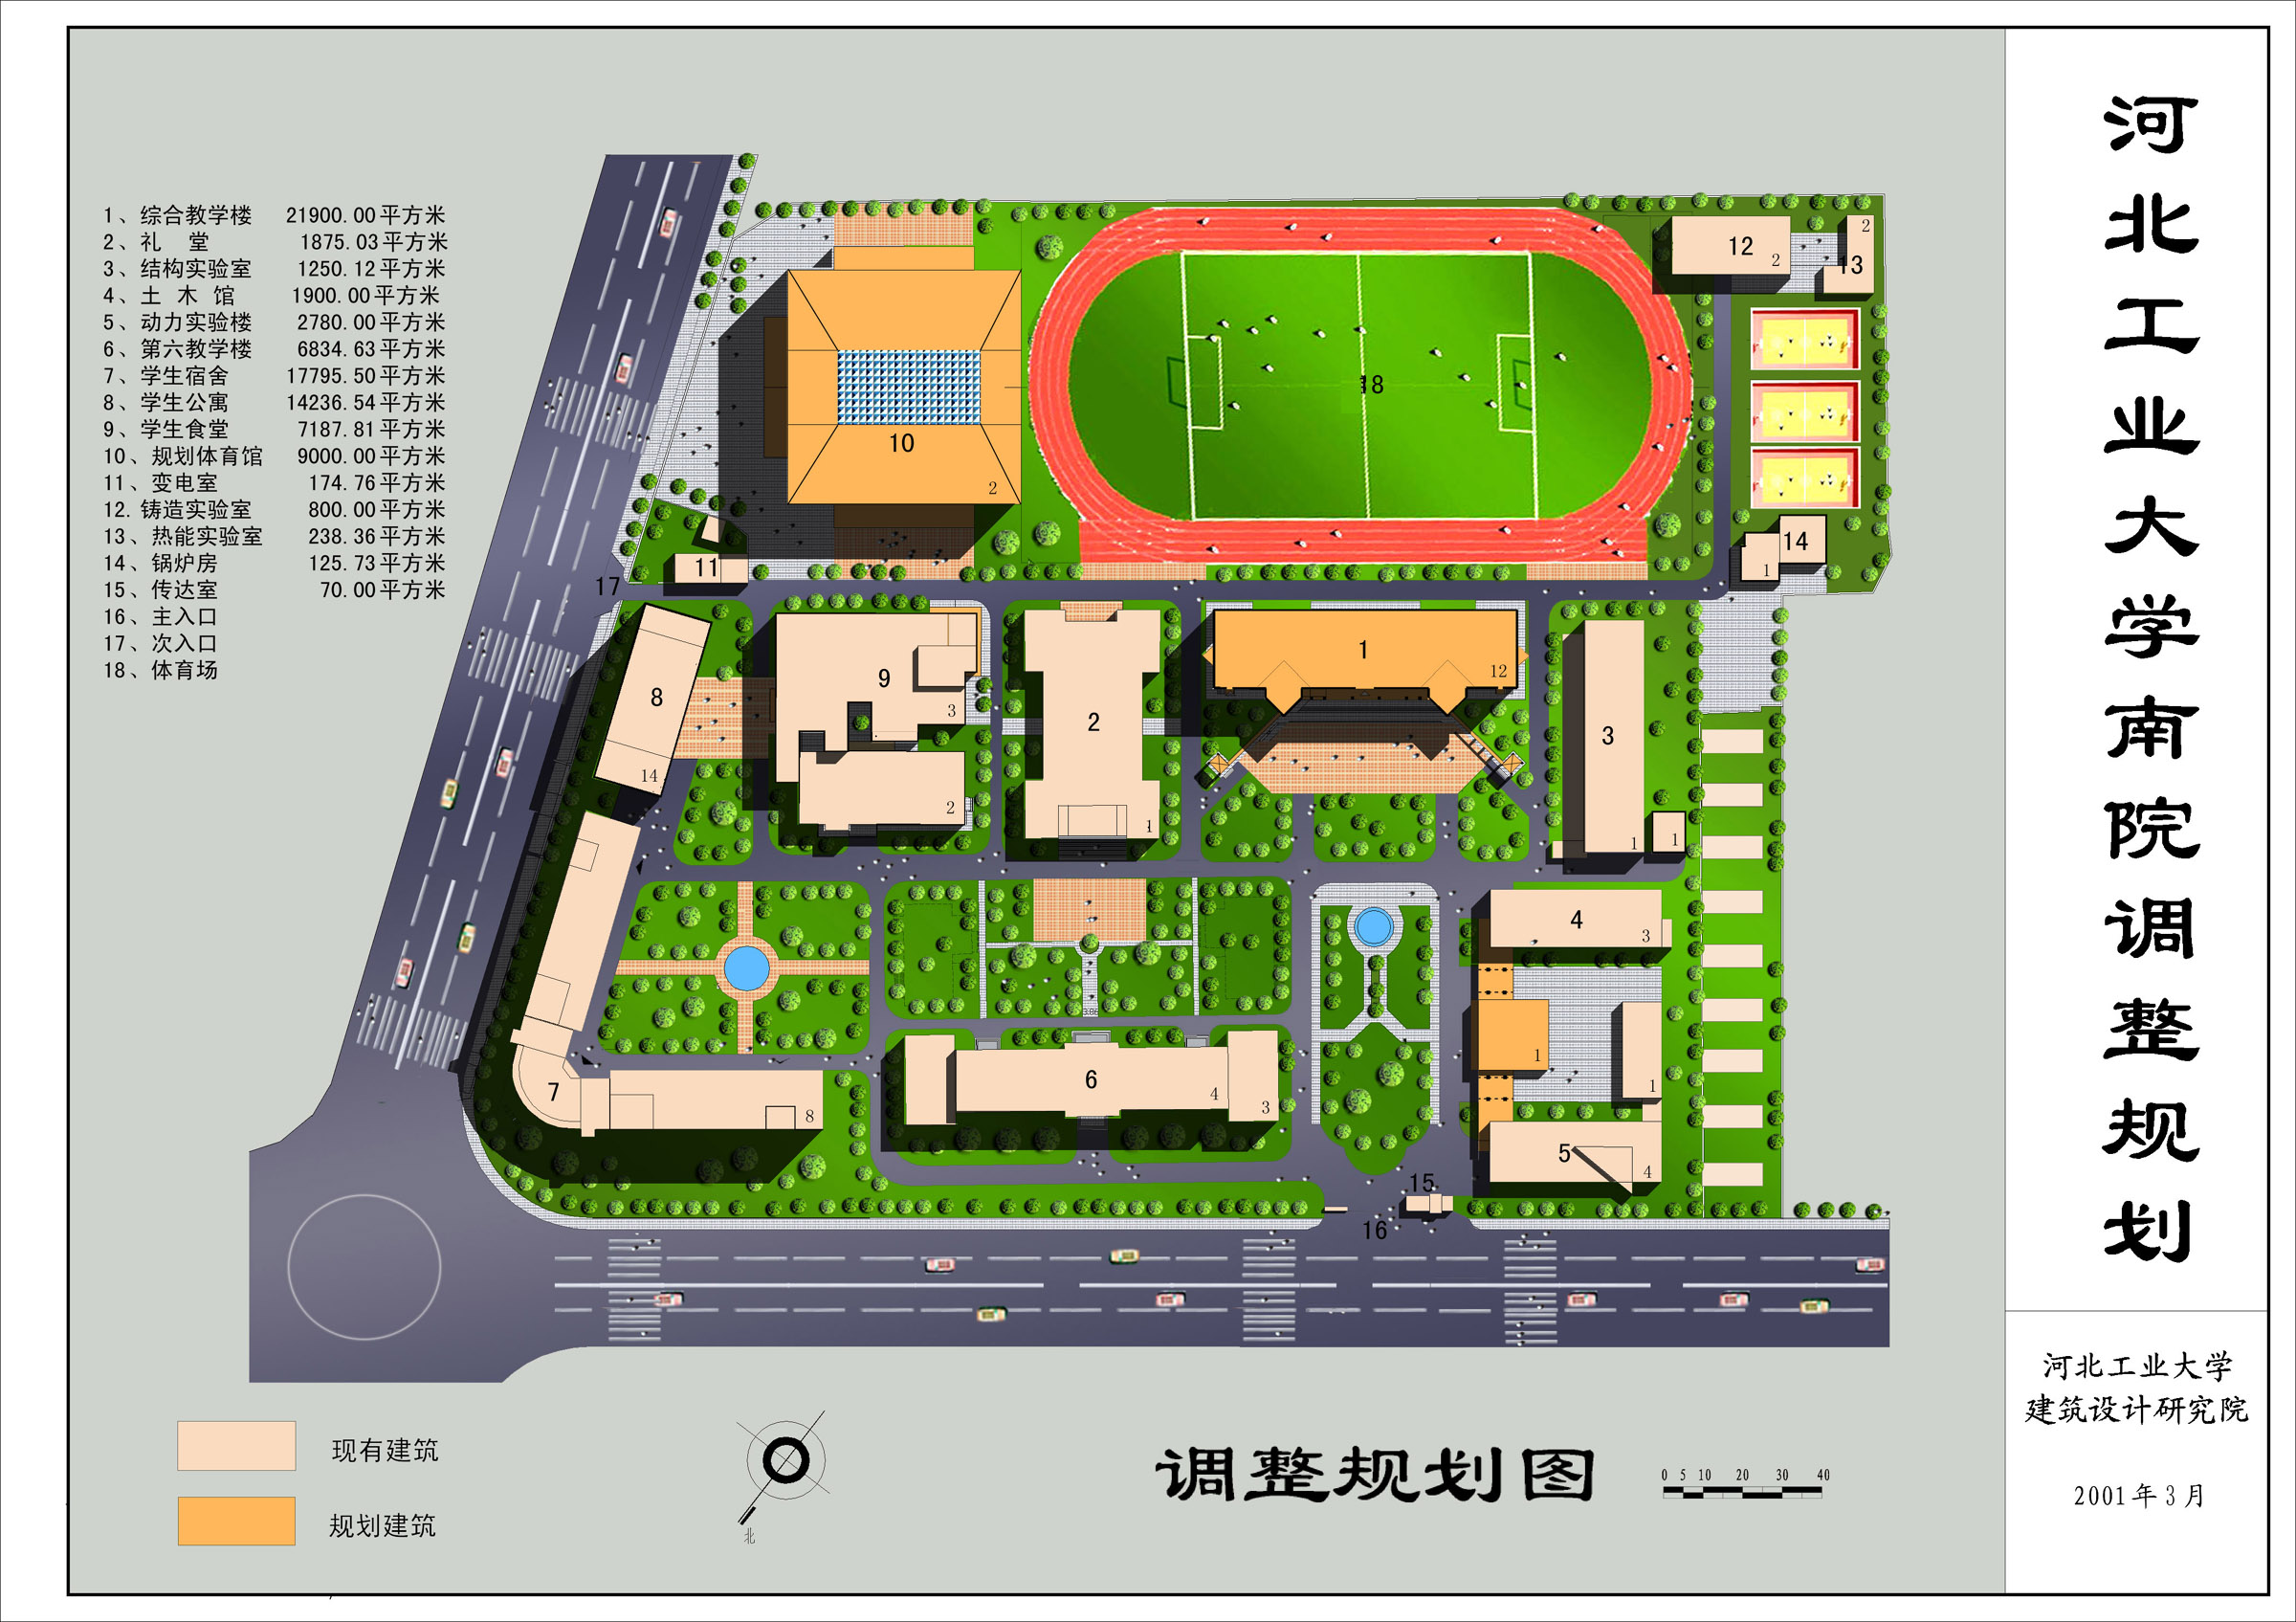 1、综合教学楼 21900.00平方米
2、礼 堂 1875.03平方米
3、结构实验室 1250.12平方米
4、土 木 馆 1900.00平方米
5、动力实验楼 2780.00平方米
6、第六教学楼 6834.63平方米
7、学生宿舍 17795.50平方米
8、学生公寓 14236.54平方米
9、学生食堂 7187.81平方米
10、规划体育馆 9000.00平方米
11、变电室 174.76平方米
12.铸造实验室 800.00平方米
13、热能实验室 238.36平方米
14、锅炉房 125.73平方米
15、传达室 70.00平方米
16、主入口
17、次入口
18、体育场
12
2
2
13
18
10
2
11
17
14
1
8
14
9
3
2
2
1
1
12
3
1
1
4
3
1
1
7
8
6
4
3
5
4
15
16
现有建筑
规划建筑
北
调整规划图
0 5 10 20 30 40
河北工业大学南院调整规划
河北工业大学
建筑设计研究院
2001年3月